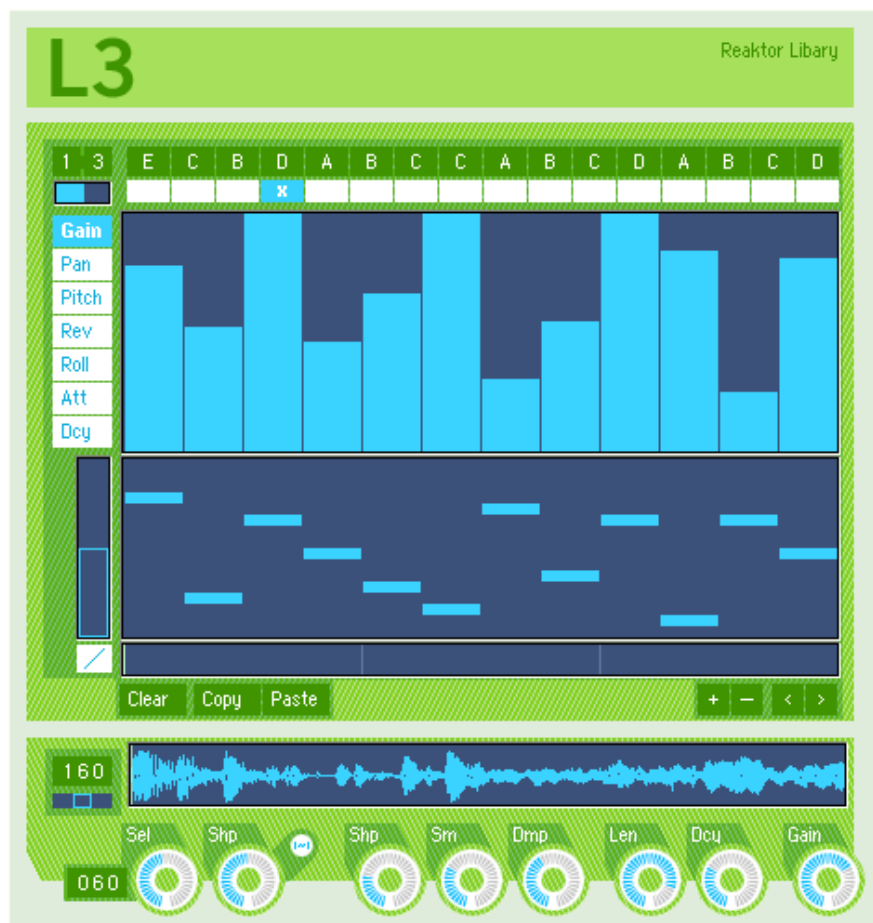 L3
Reaktor Libary
1 3 E C B D A B C C A B C D A B C D
x
Gain
Pan
Pitch
Rev
Roll
Att
Dcy
Clear Copy Paste + - < >
160
Sel Shp Shp Sm Dmp Len Dcy Gain
060